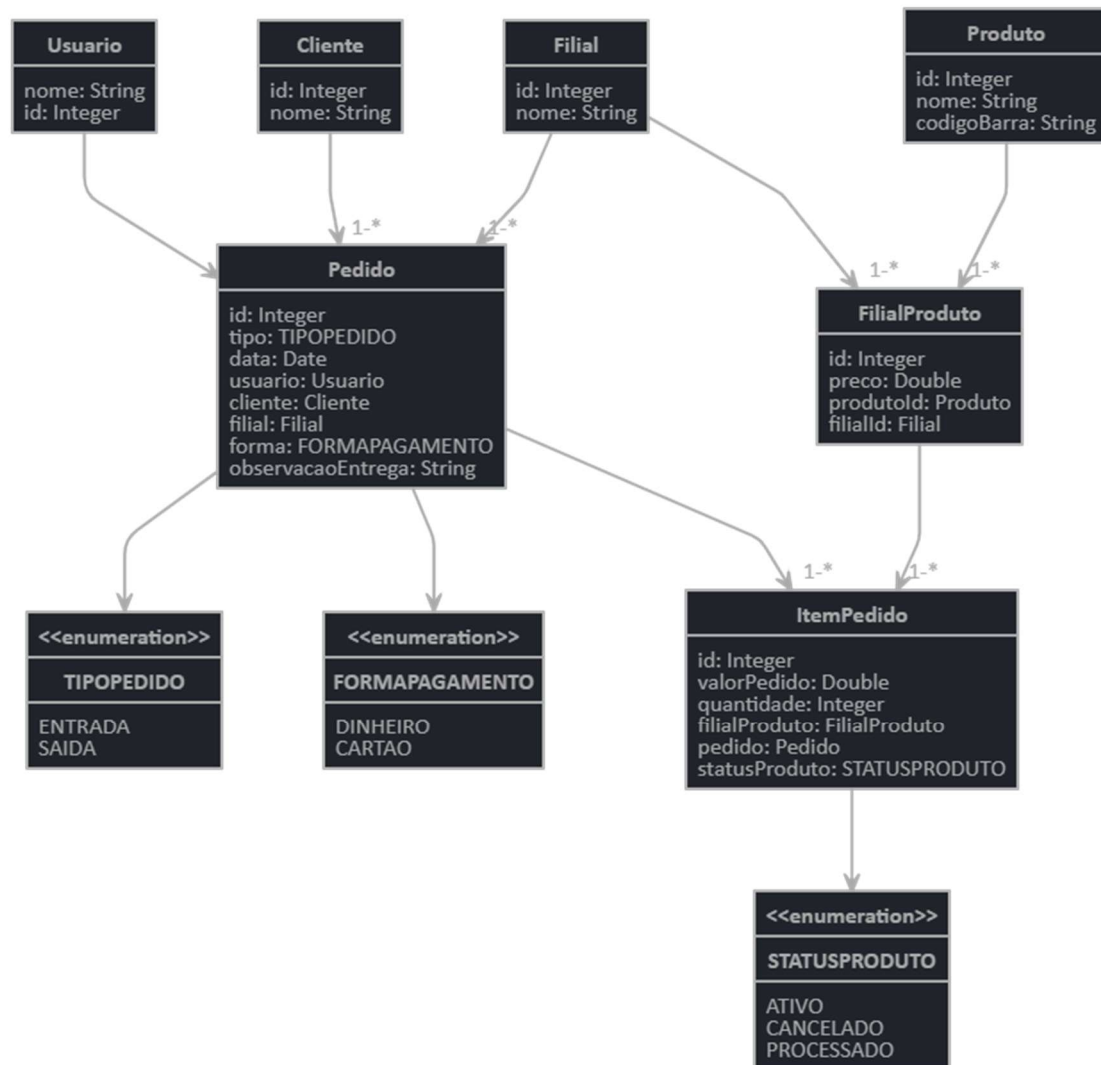 Usuario
nome: String
id: Integer
Cliente
id: Integer
nome: String
Filial
id: Integer
nome: String
Produto
id: Integer
nome: String
codigoBarra: String
1-*
1-*
1-*
1-*
Pedido
id: Integer
tipo: TIPOPEDIDO
data: Date
usuario: Usuario
cliente: Cliente
filial: Filial
forma: FORMAPAGAMENTO
observacaoEntrega: String
FilialProduto
id: Integer
preco: Double
produtoId: Produto
filialId: Filial
1-*
1-*
<<enumeration>>
TIPOPEDIDO
ENTRADA
SAIDA
<<enumeration>>
FORMAPAGAMENTO
DINHEIRO
CARTAO
ItemPedido
id: Integer
valorPedido: Double
quantidade: Integer
filialProduto: FilialProduto
pedido: Pedido
statusProduto: STATUSPRODUTO
<<enumeration>>
STATUSPRODUTO
ATIVO
CANCELADO
PROCESSADO